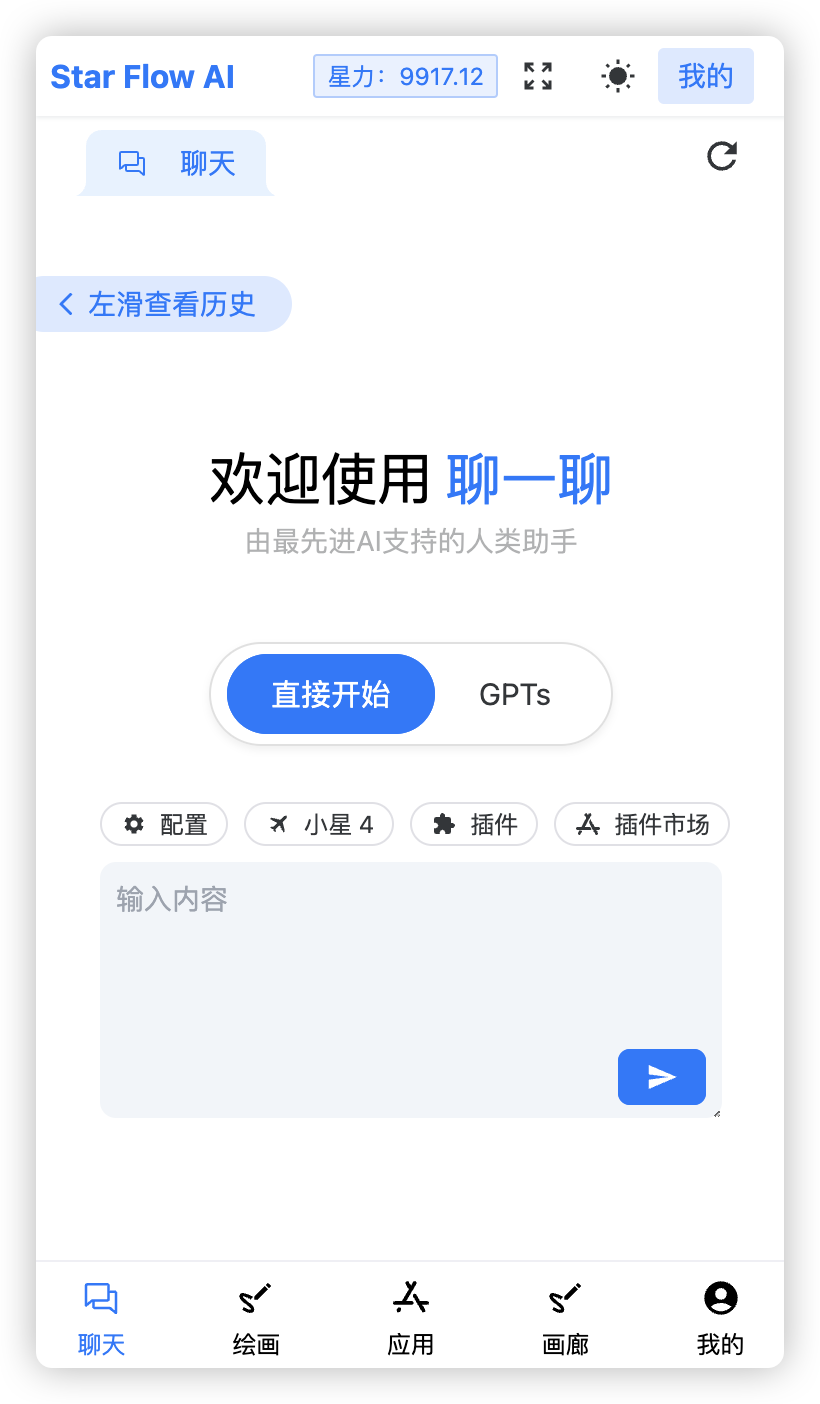 Star Flow AI 星力：9917.12 我的
聊天
左滑查看历史
欢迎使用 聊一聊
由最先进AI支持的人类助手
直接开始 GPTs
配置 小星 4 插件 插件市场
输入内容
聊天 绘画 应用 画廊 我的